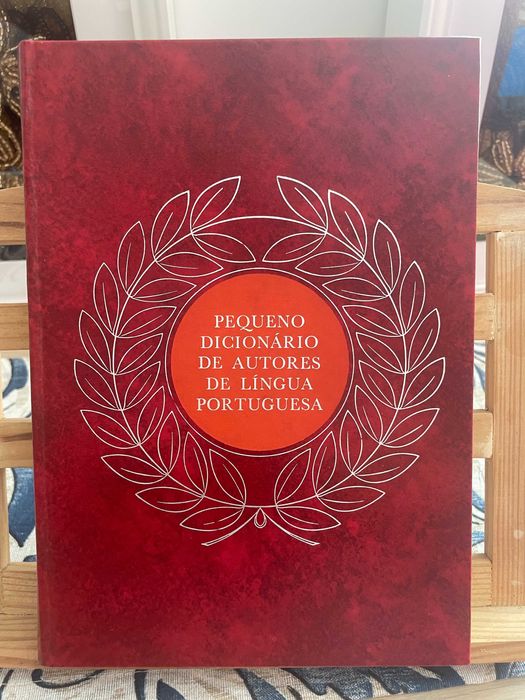 PEQUENO
DICIONÁRIO
DE AUTORES
DE LÍNGUA
PORTUGUESA